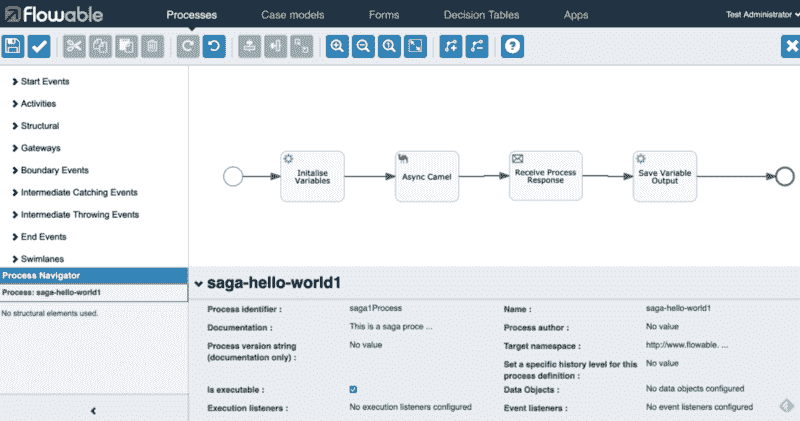 flowable Processes Case models Forms Decision Tables Apps Test Administrator
Start Events
Activities
Structural
Gateways
Boundary Events
Intermediate Catching Events
Intermediate Throwing Events
End Events
Swimlanes
Initalise
Variables
Async Camel
Receive Process
Response
Save Variable
Output
Process Navigator
Process: saga-hello-world1
No structural elements used.
saga-hello-world1
Process identifier : saga1Process Name : saga-hello-world1
Documentation : This is a saga proce ... Process author : No value
Process version string No value Target namespace : http://www.flowable. ...
(documentation only) :
Set a specific history level for this No value
process definition :
Is executable : Data Objects : No data objects configured
Execution listeners : No execution listeners configured Event listeners : No event listeners configured